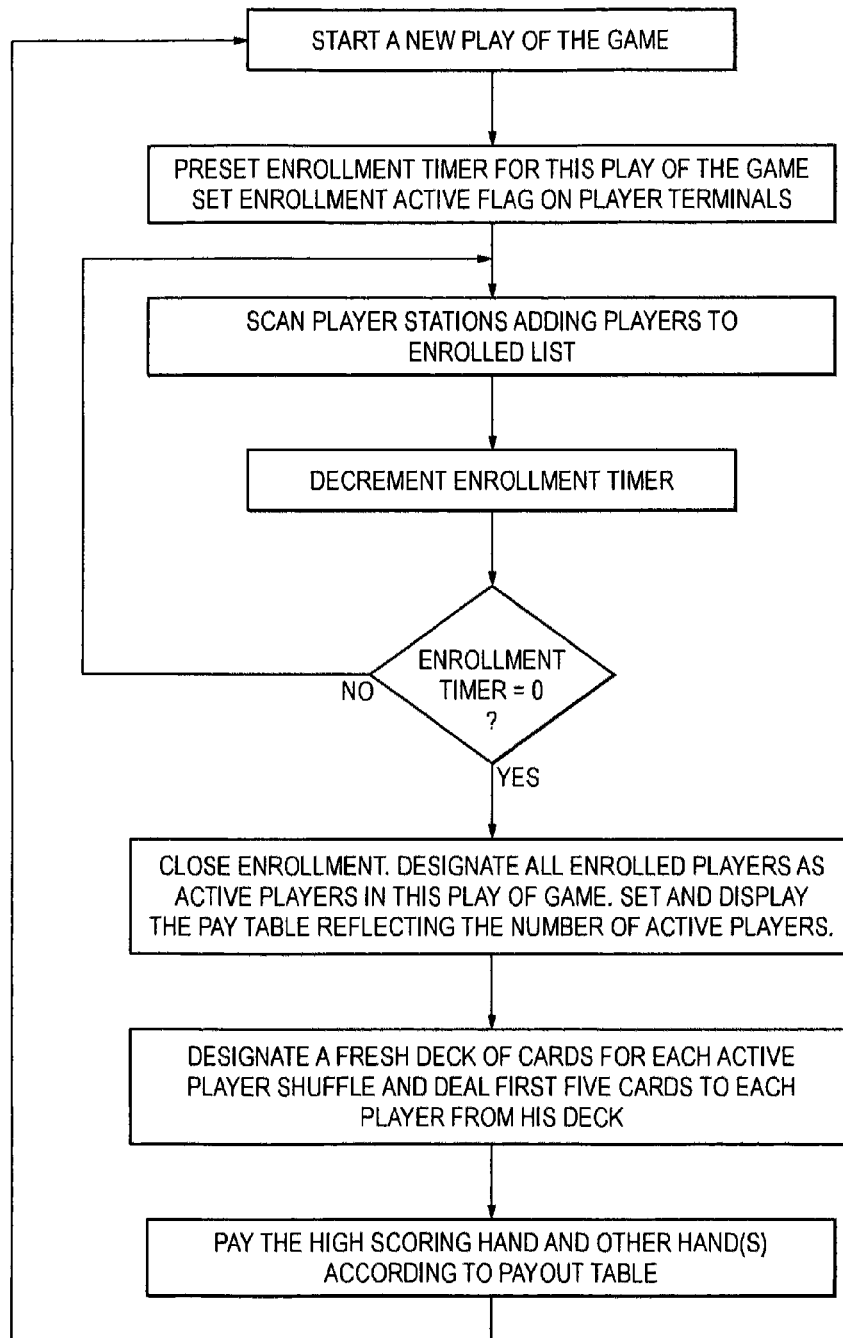 START A NEW PLAY OF THE GAME
PRESET ENROLLMENT TIMER FOR THIS PLAY OF THE GAME
SET ENROLLMENT ACTIVE FLAG ON PLAYER TERMINALS
SCAN PLAYER STATIONS ADDING PLAYERS TO
ENROLLED LIST
DECREMENT ENROLLMENT TIMER
ENROLLMENT
TIMER = 0
?
NO
YES
CLOSE ENROLLMENT. DESIGNATE ALL ENROLLED PLAYERS AS
ACTIVE PLAYERS IN THIS PLAY OF GAME. SET AND DISPLAY
THE PAY TABLE REFLECTING THE NUMBER OF ACTIVE PLAYERS.
DESIGNATE A FRESH DECK OF CARDS FOR EACH ACTIVE
PLAYER SHUFFLE AND DEAL FIRST FIVE CARDS TO EACH
PLAYER FROM HIS DECK
PAY THE HIGH SCORING HAND AND OTHER HAND(S)
ACCORDING TO PAYOUT TABLE